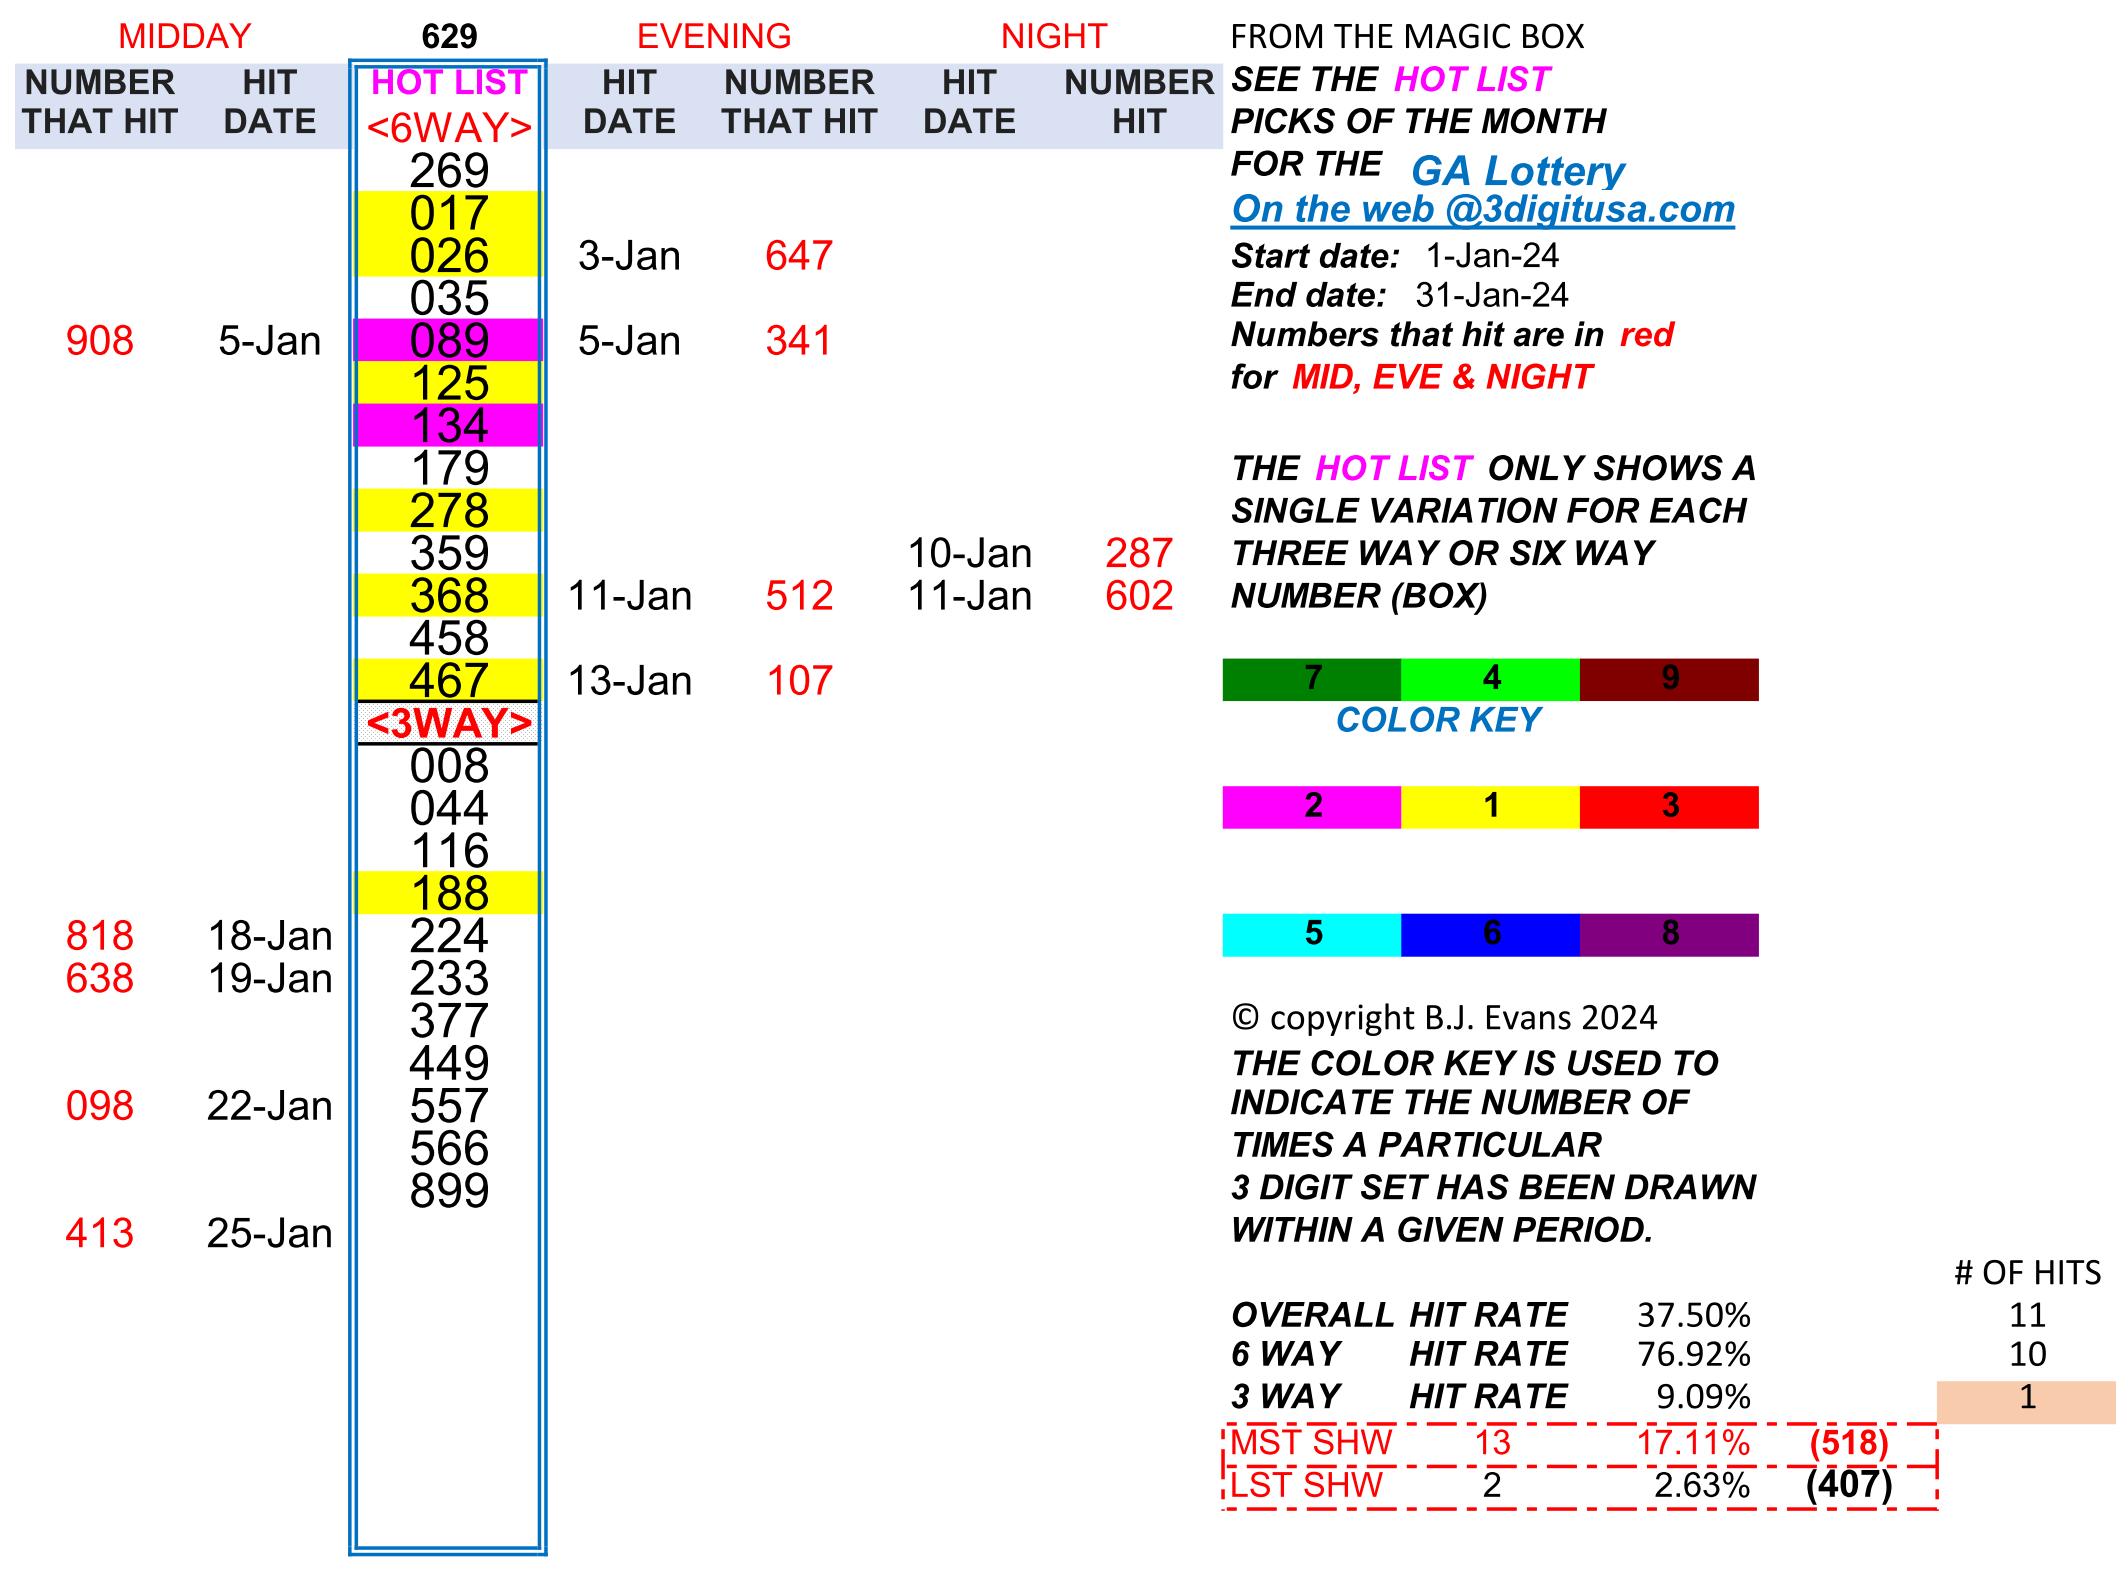 MIDDAY 629 EVENING NIGHT FROM THE MAGIC BOX
NUMBER HIT HOT LIST HIT NUMBER HIT NUMBER SEE THE HOT LIST
THAT HIT DATE <6WAY> DATE THAT HIT DATE HIT PICKS OF THE MONTH
269 FOR THE GA Lottery
017 On the web @3digitusa.com
026 3-Jan 647 Start date: 1-Jan-24
035 End date: 31-Jan-24
908 5-Jan 089 5-Jan 341 Numbers that hit are in red
125 for MID, EVE & NIGHT
134
179 THE HOT LIST ONLY SHOWS A
278 SINGLE VARIATION FOR EACH
359 10-Jan 287 THREE WAY OR SIX WAY
368 11-Jan 512 11-Jan 602 NUMBER (BOX)
458
467 13-Jan 107 7 4 9
<3WAY> COLOR KEY
008
044 2 1 3
116
188
818 18-Jan 224 5 6 8
638 19-Jan 233
377 © copyright B.J. Evans 2024
449 THE COLOR KEY IS USED TO
098 22-Jan 557 INDICATE THE NUMBER OF
566 TIMES A PARTICULAR
899 3 DIGIT SET HAS BEEN DRAWN
413 25-Jan WITHIN A GIVEN PERIOD.
# OF HITS
OVERALL HIT RATE 37.50% 11
6 WAY HIT RATE 76.92% 10
3 WAY HIT RATE 9.09% 1
MST SHW 13 17.11% (518)
LST SHW 2 2.63% (407)